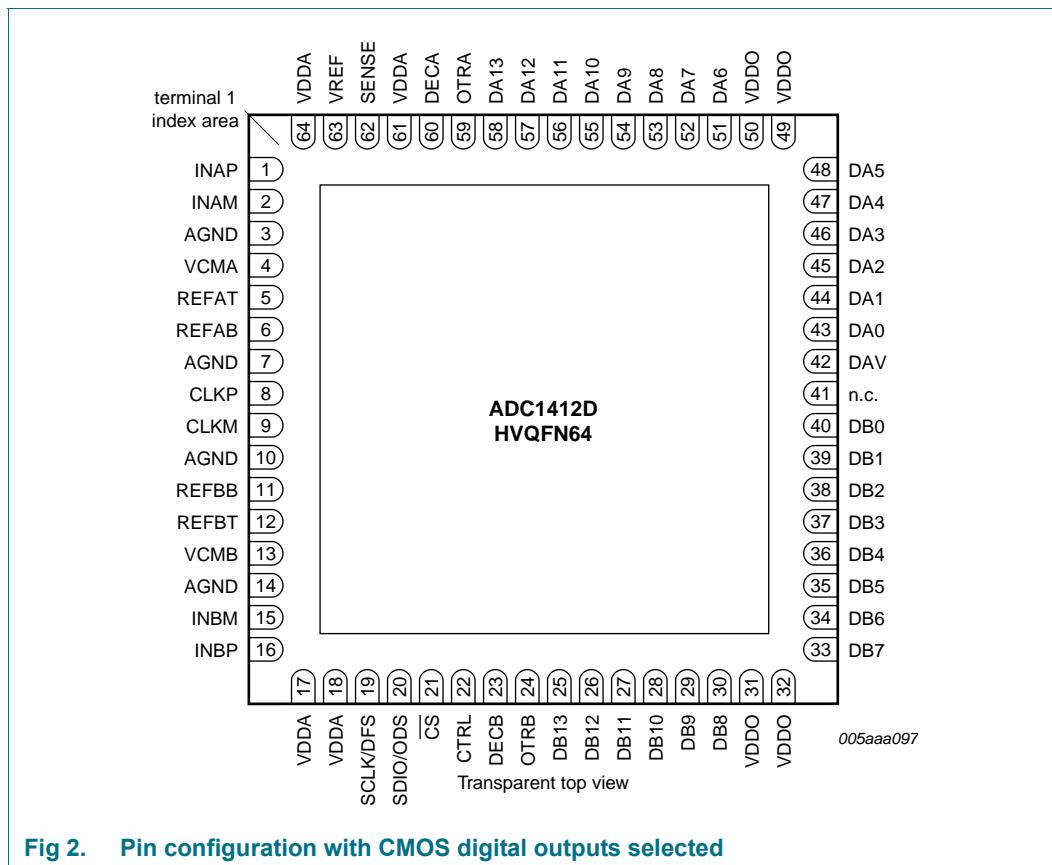 VDDA VREF SENSE VDDA DECA OTRA DA13 DA12 DA11 DA10 DA9 DA8 DA7 DA6 VDDO VDDO
terminal 1
index area
64 63 62 61 60 59 58 57 56 55 54 53 52 51 50 49
INAP 1 48 DA5
INAM 2 47 DA4
AGND 3 46 DA3
VCMA 4 45 DA2
REFAT 5 44 DA1
REFAB 6 43 DA0
AGND 7 42 DAV
CLKP 8 41 n.c.
ADC1412D
HVQFN64
CLKM 9 40 DB0
AGND 10 39 DB1
REFBB 11 38 DB2
REFBT 12 37 DB3
VCMB 13 36 DB4
AGND 14 35 DB5
INBM 15 34 DB6
INBP 16 33 DB7
17 18 19 20 21 22 23 24 25 26 27 28 29 30 31 32
VDDA VDDA SCLK/DFS SDIO/ODS CS CTRL DECB OTRB DB13 DB12 DB11 DB10 DB9 DB8 VDDO VDDO
005aaa097
Transparent top view
Fig 2. Pin configuration with CMOS digital outputs selected